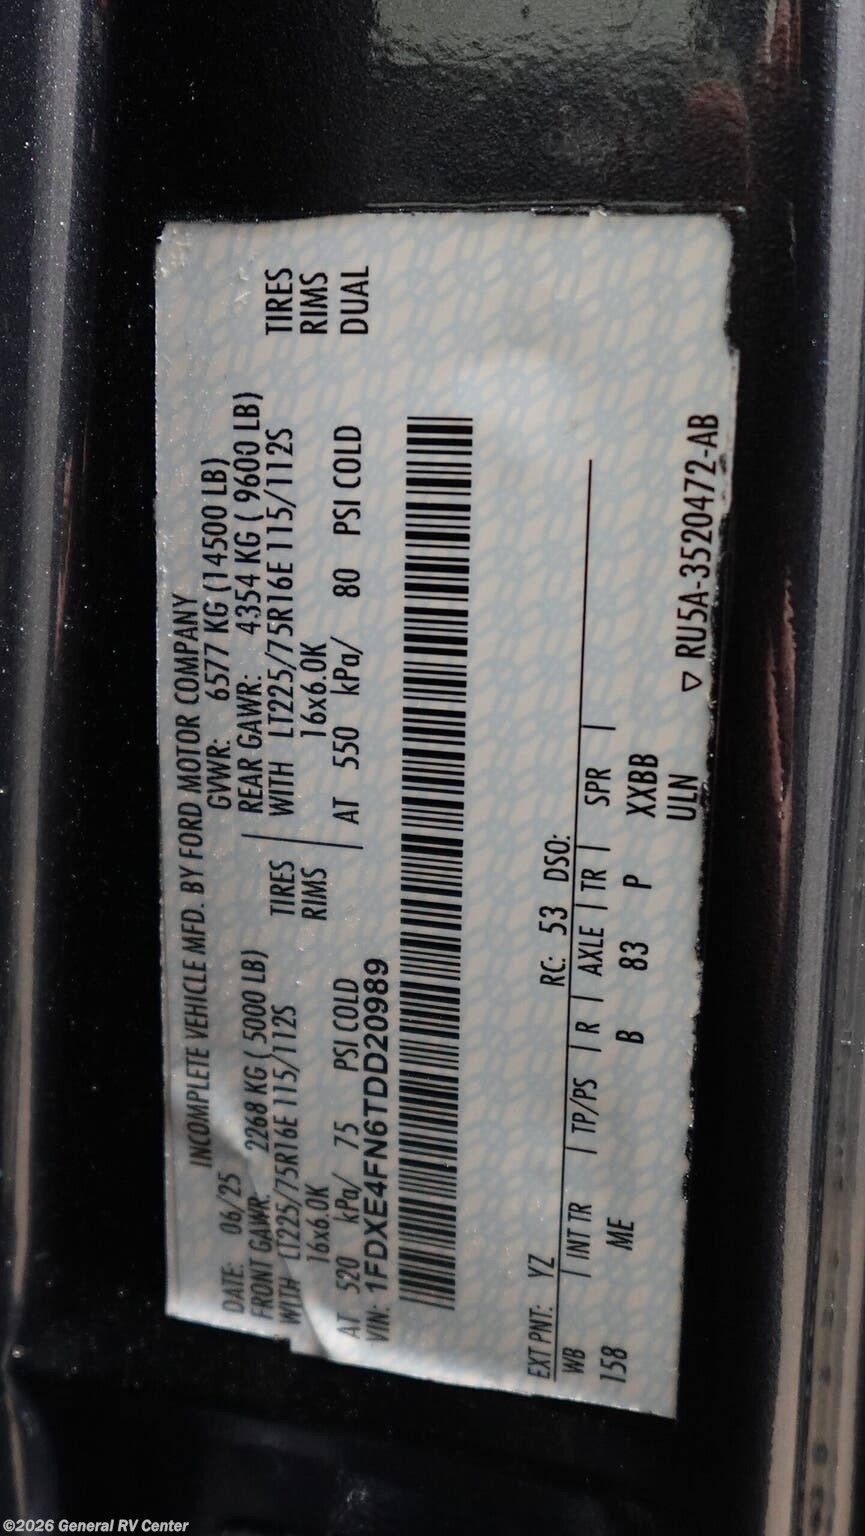 INCOMPLETE VEHICLE MFD. BY FORD MOTOR COMPANY
DATE: 06/25 GVWR: 6577 KG (14500 LB)
FRONT GAWR: 2268 KG ( 5000 LB) REAR GAWR: 4354 KG ( 9600 LB)
WITH LT225/75R16E 115/112S TIRES WITH LT225/75R16E 115/112S TIRES
16x6.0K RIMS 16x6.0K RIMS
AT 520 kPa/ 75 PSI COLD AT 550 kPa/ 80 PSI COLD DUAL
VIN: 1FDXE4FN6TDD20989
EXT PNT: YZ RC: 53 DSO:
WB | INT TR | TP/PS | R | AXLE | TR | SPR |
158 ME B 83 P XXBB
ULN
▽ RU5A-3520472-AB
©2026 General RV Center